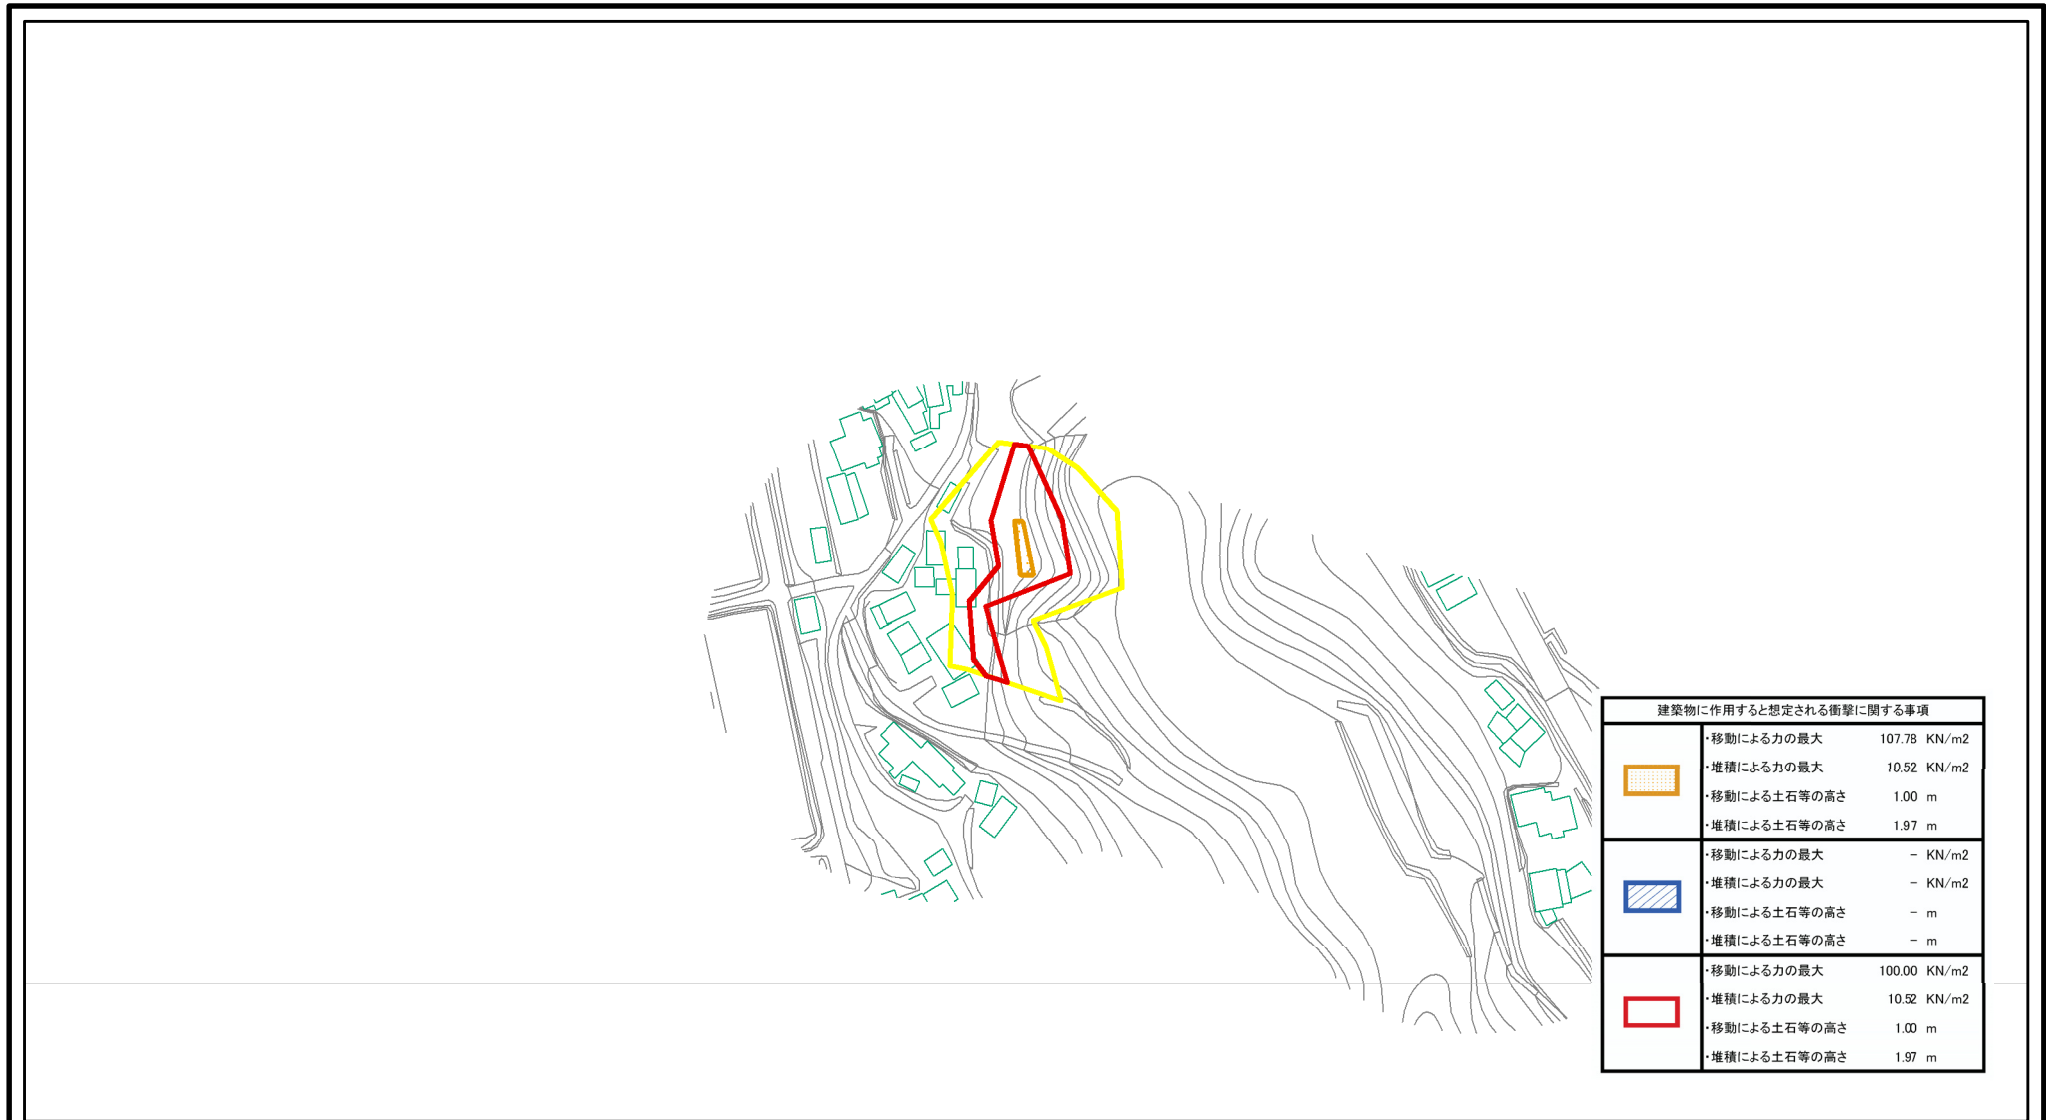 建築物に作用すると想定される衝撃に関する事項
・移動による力の最大 107.78 KN/m2
・堆積による力の最大 10.52 KN/m2
・移動による土石等の高さ 1.00 m
・堆積による土石等の高さ 1.97 m
・移動による力の最大 - KN/m2
・堆積による力の最大 - KN/m2
・移動による土石等の高さ - m
・堆積による土石等の高さ - m
・移動による力の最大 100.00 KN/m2
・堆積による力の最大 10.52 KN/m2
・移動による土石等の高さ 1.00 m
・堆積による土石等の高さ 1.97 m